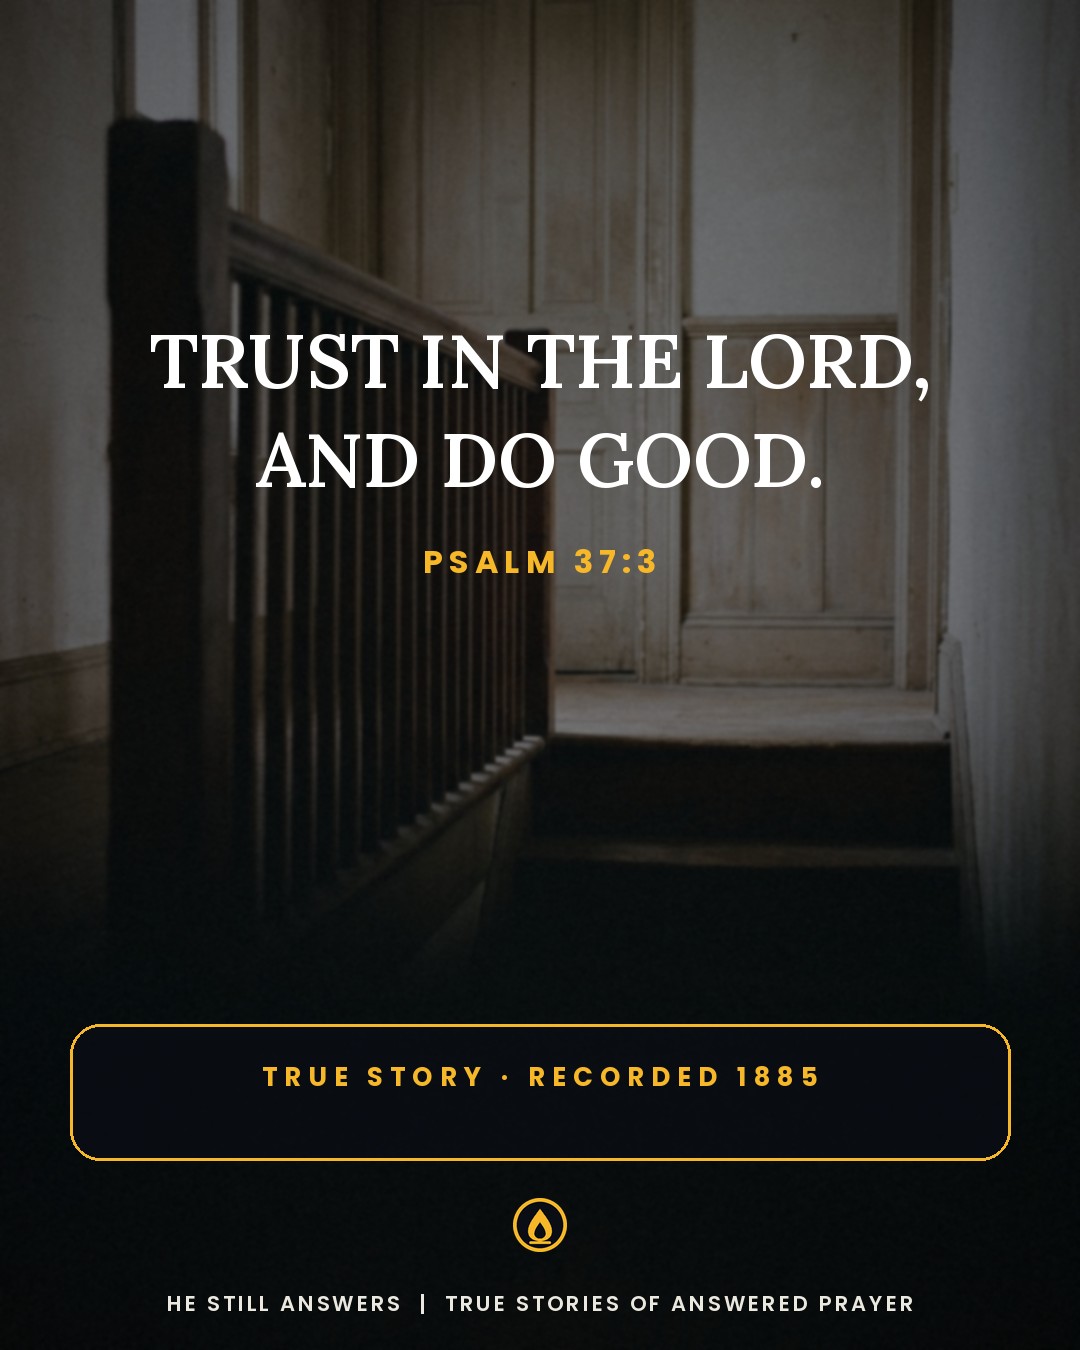 TRUST IN THE LORD,
AND DO GOOD.
PSALM 37:3
TRUE STORY · RECORDED 1885
HE STILL ANSWERS | TRUE STORIES OF ANSWERED PRAYER